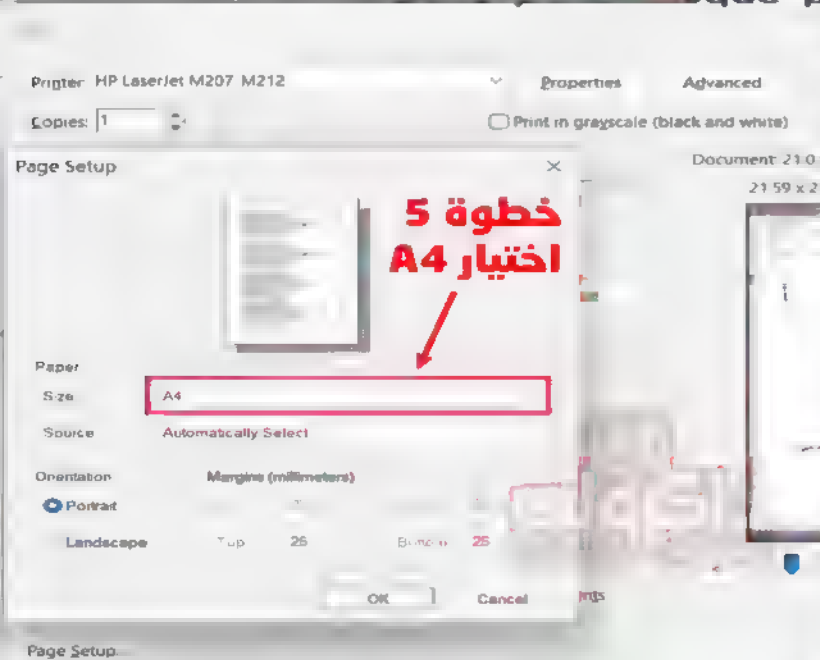 Printer HP LaserJet M207 M212
Properties
Advanced
Copies: 1
Print in grayscale (black and white)
Page Setup
Document: 21.0
21.59 x 2
خطوة 5
اختيار A4
Paper
Size
A4
Source
Automatically Select
Orientation
Margins (millimeters)
Portrait
Landscape
Top
25
Bottom
25
OK
Cancel
Page Setup